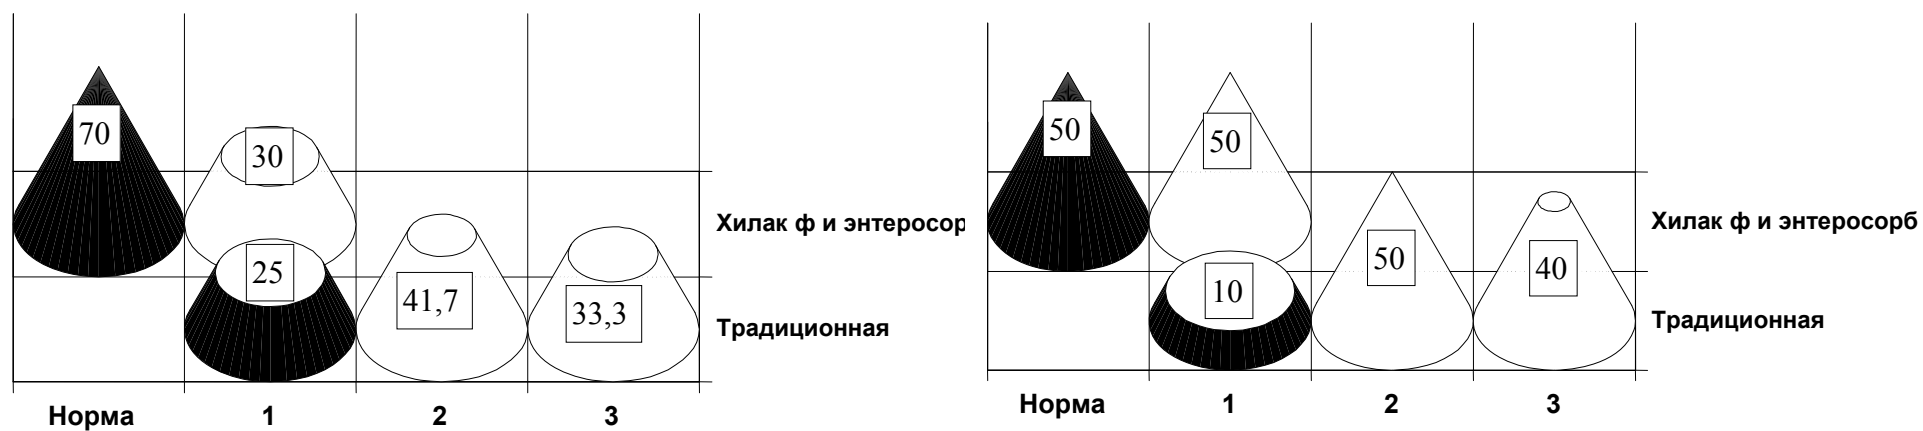 70
30
25
41,7
33,3
Хилак ф и энтеросор
Традиционная
Норма 1 2 3
50
50
10
50
40
Хилак ф и энтеросорб
Традиционная
Норма 1 2 3